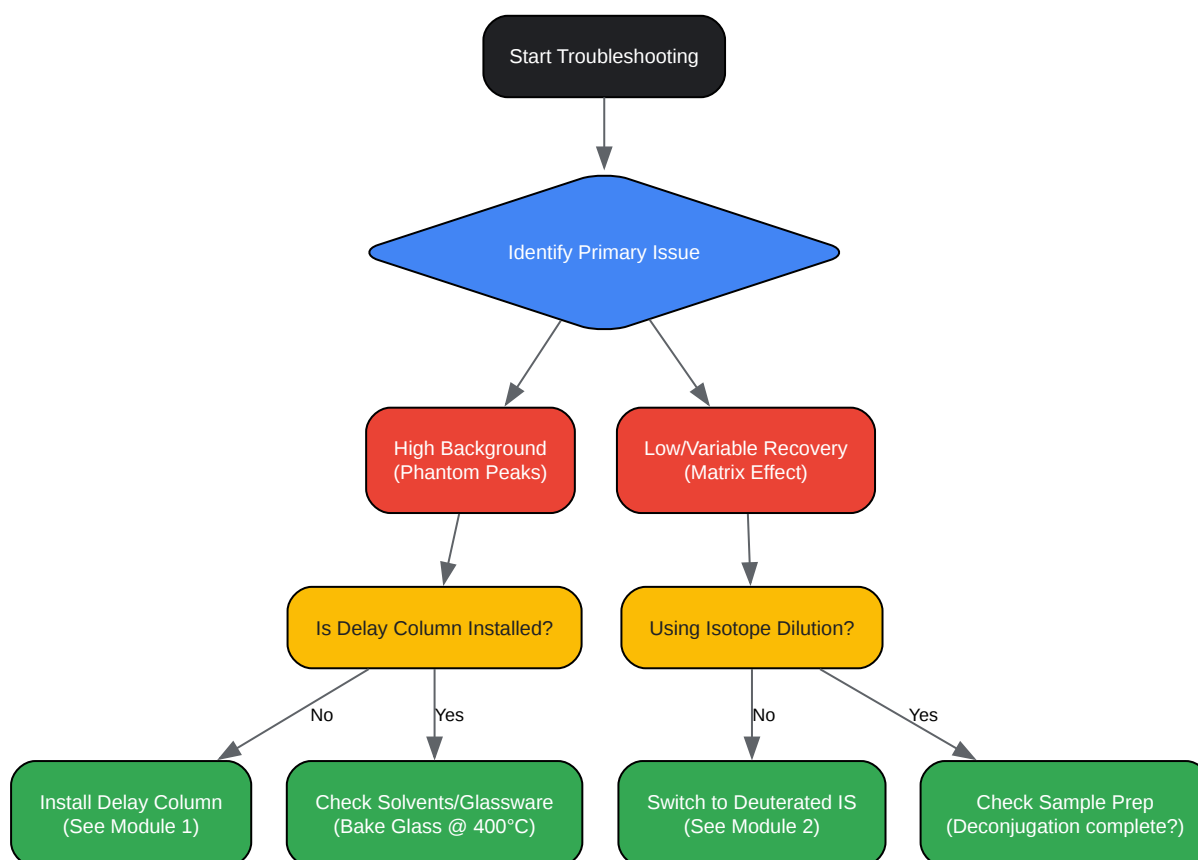 Start Troubleshooting
Identify Primary Issue
High Background
(Phantom Peaks)
Low/Variable Recovery
(Matrix Effect)
Is Delay Column Installed?
Using Isotope Dilution?
No
Yes
No
Yes
Install Delay Column
(See Module 1)
Check Solvents/Glassware
(Bake Glass @ 400°C)
Switch to Deuterated IS
(See Module 2)
Check Sample Prep
(Deconjugation complete?)